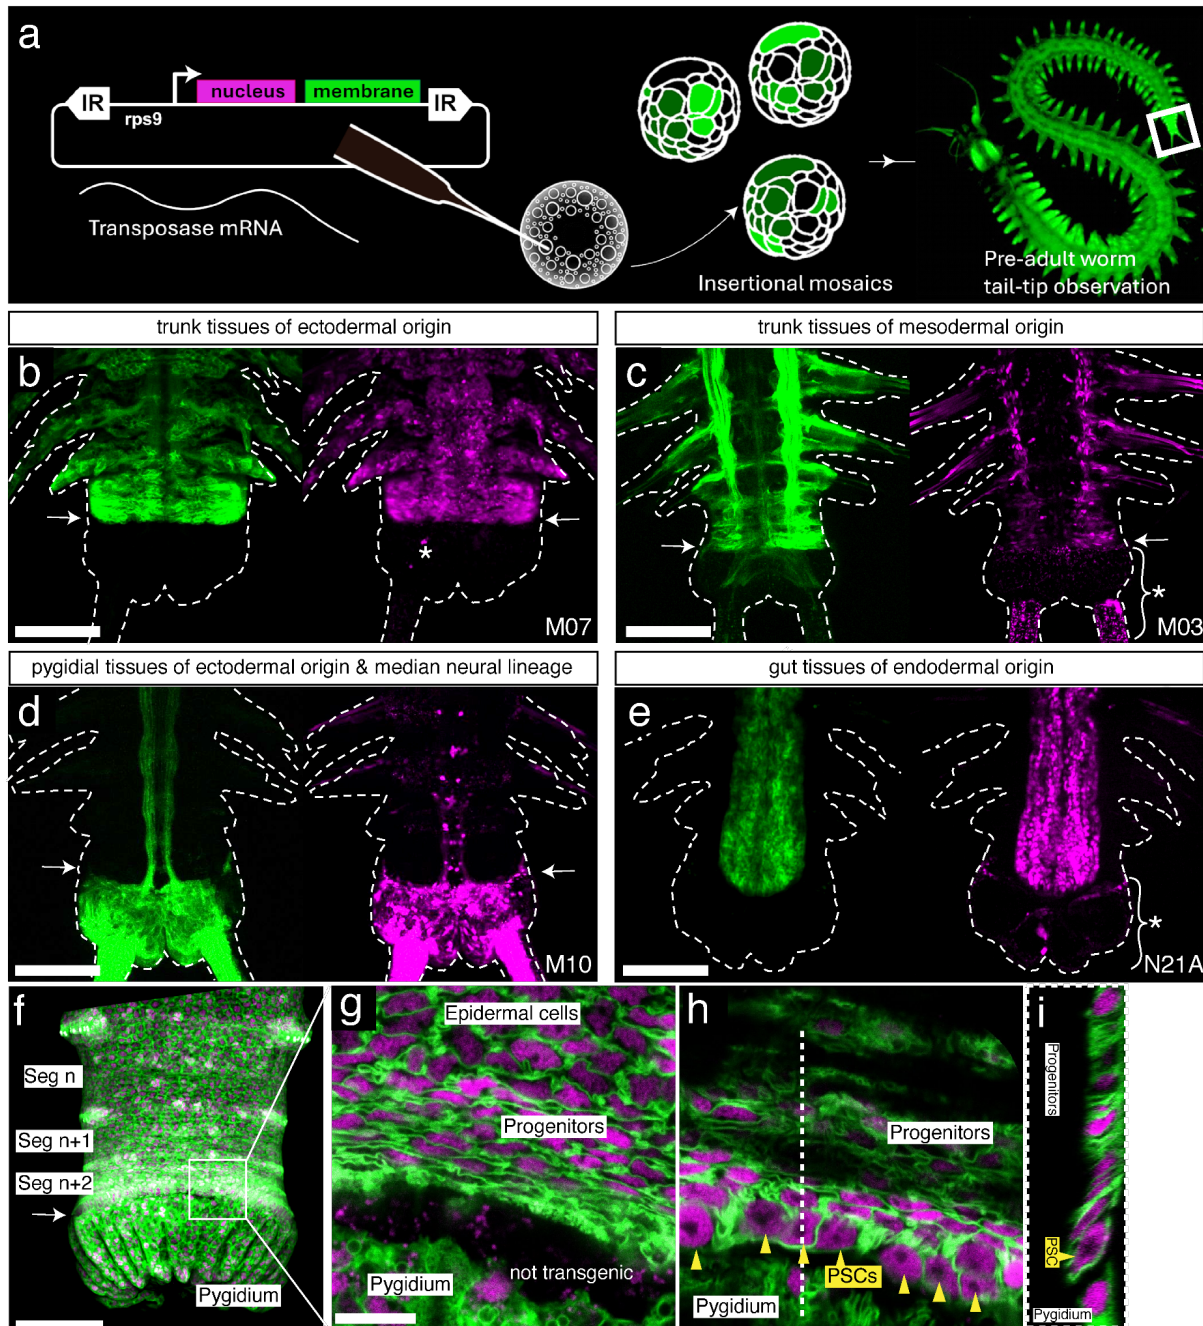 a
IR
nucleus
membrane
IR
rps9
Transposase mRNA
Insertional mosaics
Pre-adult worm
tail-tip observation
trunk tissues of ectodermal origin
trunk tissues of mesodermal origin
b
*
M07
c
*
M03
pygidial tissues of ectodermal origin & median neural lineage
gut tissues of endodermal origin
d
M10
e
*
N21A
f
Seg n
Seg n+1
Seg n+2
Pygidium
g
Epidermal cells
Progenitors
not transgenic
Pygidium
h
Progenitors
PSCs
Pygidium
i
Progenitors
PSC
Pygidium